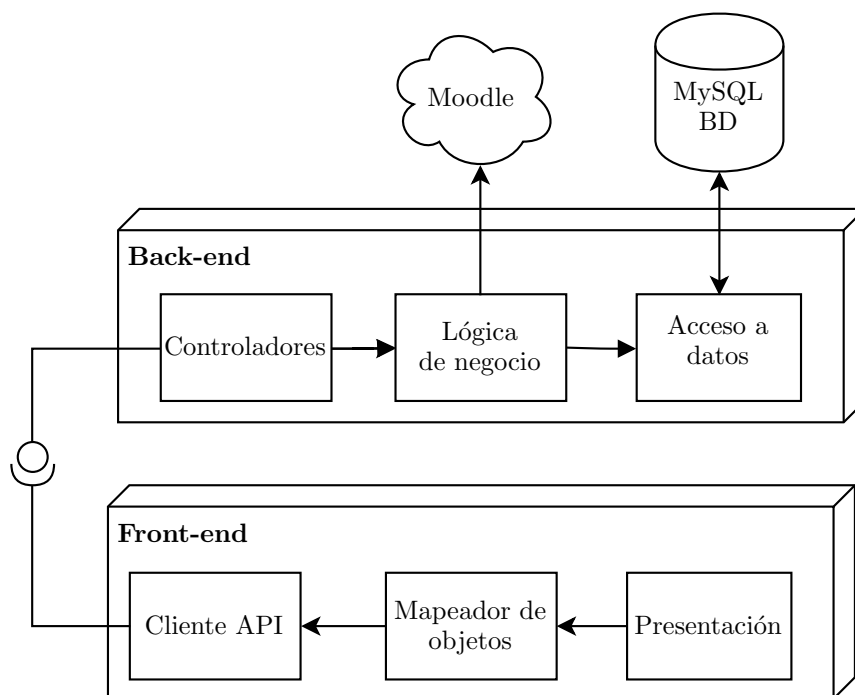 Moodle
MySQL
BD
Back-end
Controladores
Lógica
de negocio
Acceso a
datos
Front-end
Cliente API
Mapeador de
objetos
Presentación